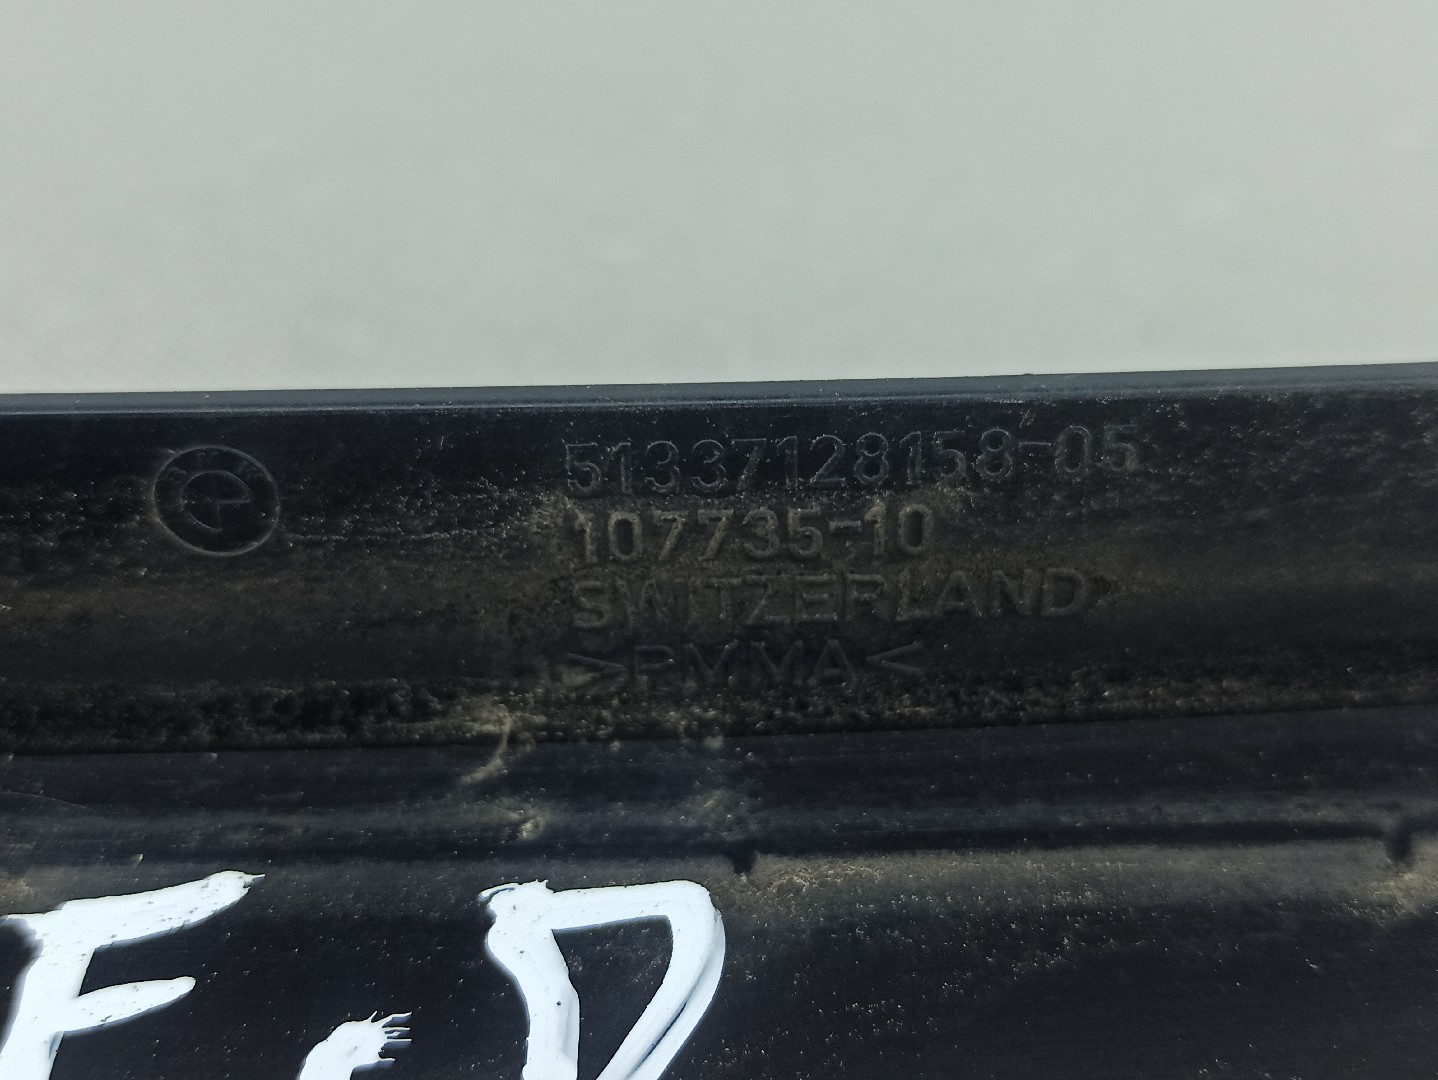 51337128158-05
107735-10
SWITZERLAND
>PMMA<
F.D